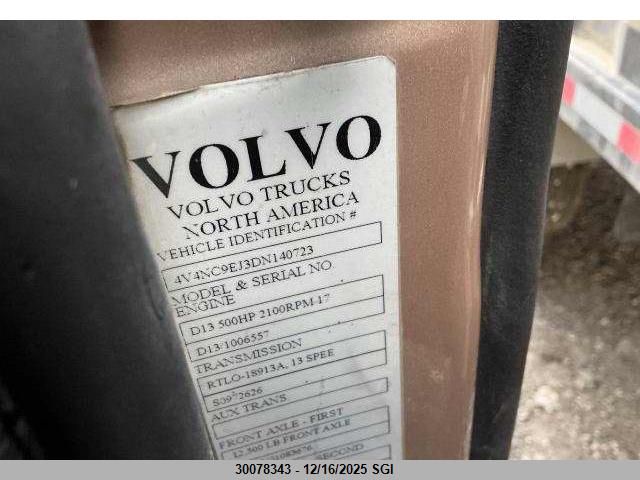 VOLVO
VOLVO TRUCKS
NORTH AMERICA
VEHICLE IDENTIFICATION #
4V4NC9EJ3DN140723
MODEL & SERIAL NO
ENGINE
D13 500HP 2100RPM 17
D13 1006557
TRANSMISSION
RTLO-18913A, 13 SPEE
2626
AUX TRANS
FRONT AXLE - FIRST
12,500 LB FRONT AXLE
SECOND
30078343 - 12/16/2025 SGI